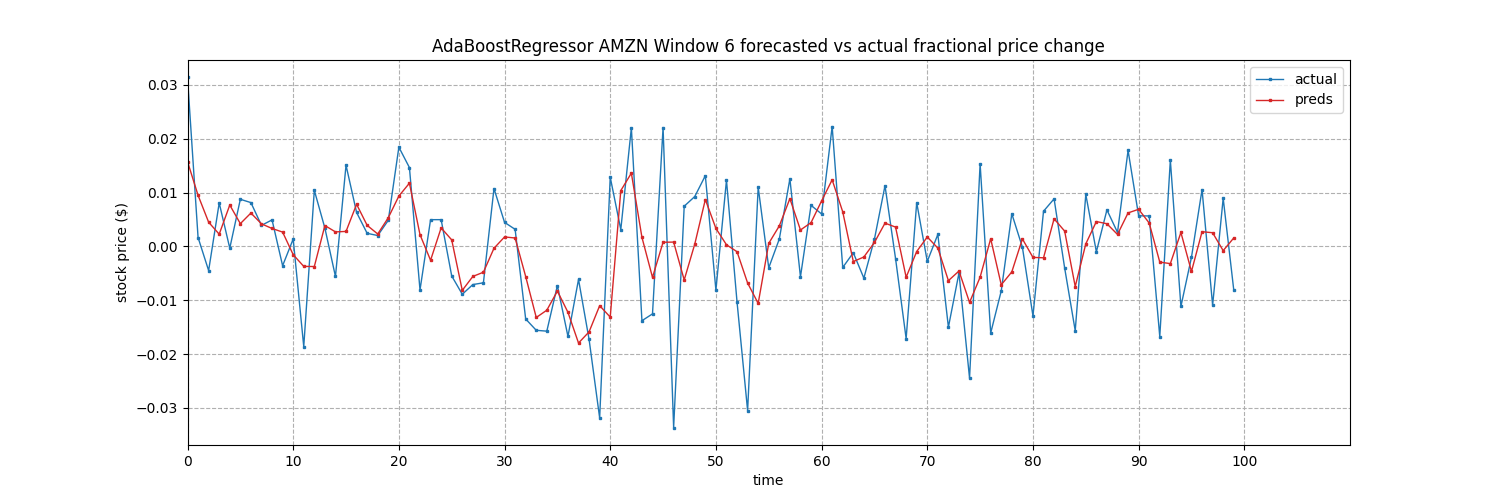 AdaBoostRegressor AMZN Window 6 forecasted vs actual fractional price change
actual
preds
stock price ($)
0.03
0.02
0.01
0.00
−0.01
−0.02
−0.03
0 10 20 30 40 50 60 70 80 90 100
time